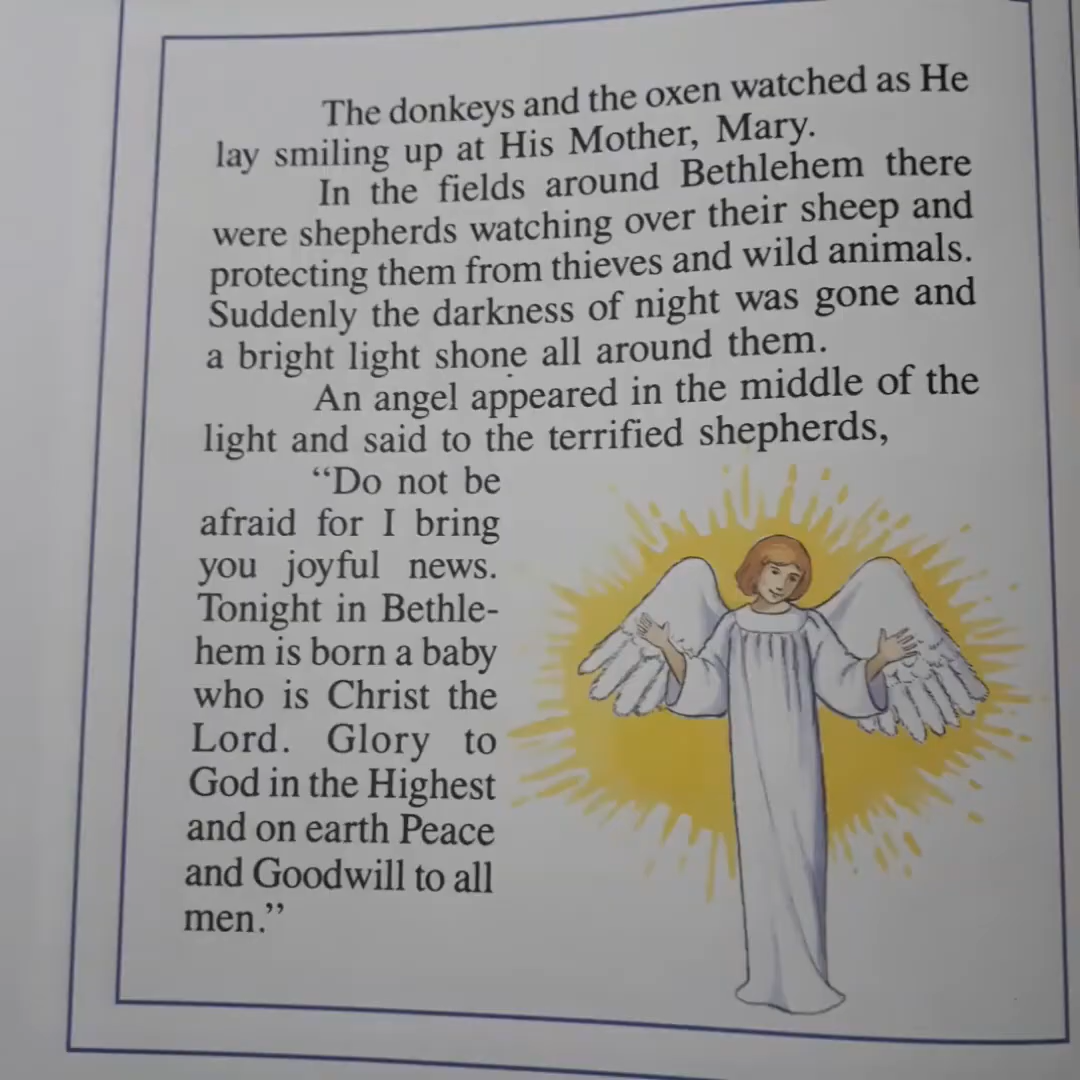 The donkeys and the oxen watched as He
lay smiling up at His Mother, Mary.
In the fields around Bethlehem there
were shepherds watching over their sheep and
protecting them from thieves and wild animals.
Suddenly the darkness of night was gone and
a bright light shone all around them.
An angel appeared in the middle of the
light and said to the terrified shepherds,
“Do not be
afraid for I bring
you joyful news.
Tonight in Bethle-
hem is born a baby
who is Christ the
Lord. Glory to
God in the Highest
and on earth Peace
and Goodwill to all
men.”